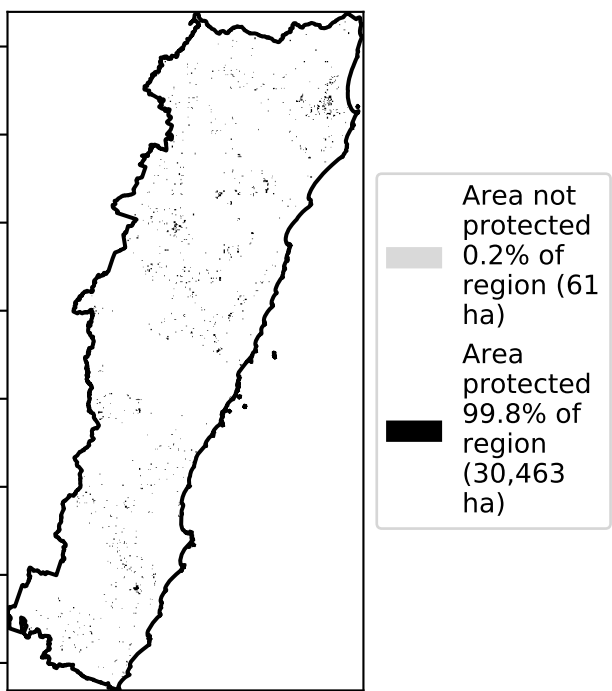 Area not
protected
0.2% of
region (61
ha)
Area
protected
99.8% of
region
(30,463
ha)